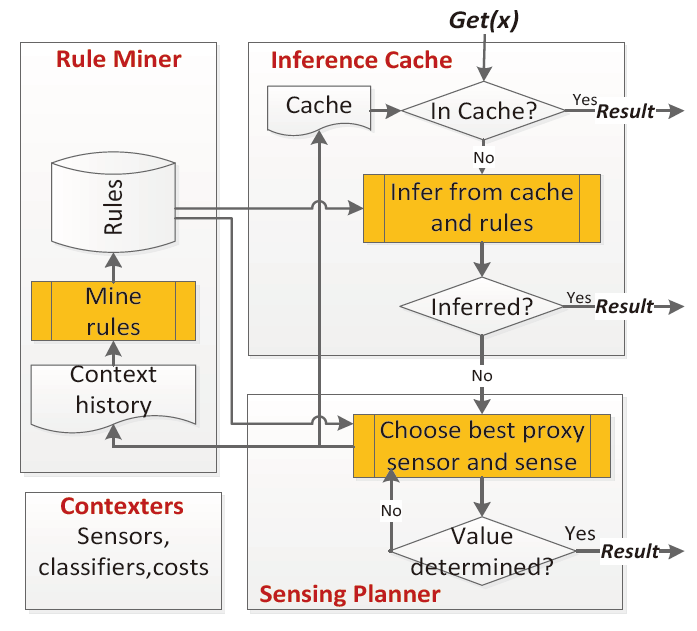 Get(x)
Rule Miner
Inference Cache
Cache
In Cache?
Yes
Result
No
Rules
Infer from cache
and rules
Mine
rules
Inferred?
Yes
Result
Context
history
No
Choose best proxy
sensor and sense
No
Value
determined?
Yes
Result
Contexters
Sensors,
classifiers,costs
Sensing Planner